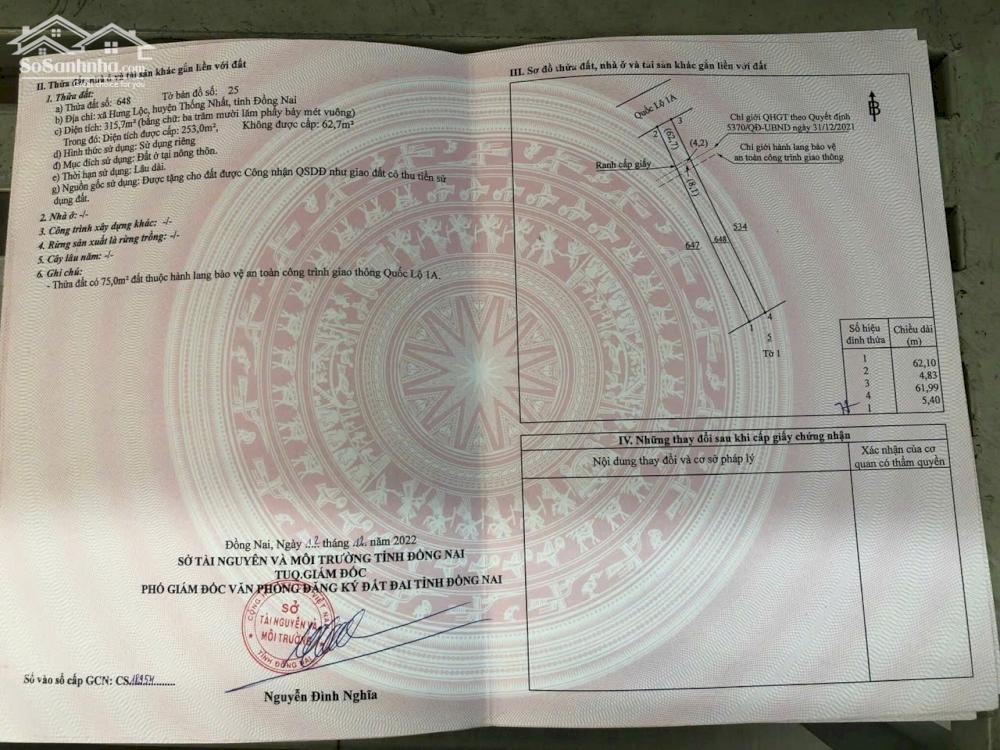 SoSanhnha.com
II. Thửa đất, nhà ở và tài sản khác gắn liền với đất
1. Thửa đất:
a) Thửa đất số: 648 Tờ bản đồ số: 25
b) Địa chỉ: xã Hưng Lộc, huyện Thống Nhất, tỉnh Đồng Nai
c) Diện tích: 315,7m² (bằng chữ: ba trăm mười lăm phẩy bảy mét vuông)
Trong đó: Diện tích được cấp: 253,0m², Không được cấp: 62,7m²
d) Hình thức sử dụng: Sử dụng riêng
đ) Mục đích sử dụng: Đất ở tại nông thôn.
e) Thời hạn sử dụng: Lâu dài.
g) Nguồn gốc sử dụng: Được tặng cho đất được Công nhận QSDĐ như giao đất có thu tiền sử
dụng đất.
2. Nhà ở: -/-
3. Công trình xây dựng khác: -/-
4. Rừng sản xuất là rừng trồng: -/-
5. Cây lâu năm: -/-
6. Ghi chú:
- Thửa đất có 75,0m² đất thuộc hành lang bảo vệ an toàn công trình giao thông Quốc Lộ 1A.
Đồng Nai, Ngày 12 tháng 12 năm 2022
SỞ TÀI NGUYÊN VÀ MÔI TRƯỜNG TỈNH ĐỒNG NAI
TUQ.GIÁM ĐỐC
PHÓ GIÁM ĐỐC VĂN PHÒNG ĐĂNG KÝ ĐẤT ĐAI TỈNH ĐỒNG NAI
SỞ
TÀI NGUYÊN VÀ
MÔI TRƯỜNG
TỈNH ĐỒNG NAI
Số vào sổ cấp GCN: CS
Nguyễn Đình Nghĩa
III. Sơ đồ thửa đất, nhà ở và tài sản khác gắn liền với đất
Quốc Lộ 1A
B
2
3
(62,7)
(4,2)
(8,1)
Chỉ giới QHGT theo Quyết định
5370/QĐ-UBND ngày 31/12/2021
Chỉ giới hành lang bảo vệ
an toàn công trình giao thông
Ranh cấp giấy
647
648
534
1
4
5
Tờ 1
Số hiệu đỉnh thửa Chiều dài (m)
1
62,10
2
4,83
3
61,99
4
5,40
1
IV. Những thay đổi sau khi cấp giấy chứng nhận
Nội dung thay đổi và cơ sở pháp lý
Xác nhận của cơ
quan có thẩm quyền